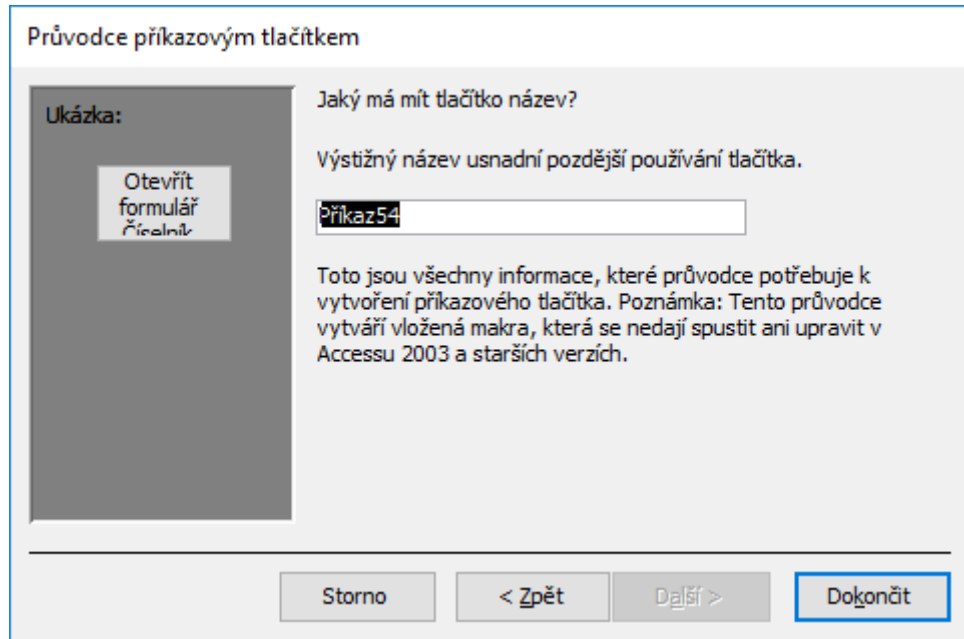 Průvodce příkazovým tlačítkem
Ukázka:
Otevřít
formulář
Číselník
Jaký má mít tlačítko název?
Výstižný název usnadní pozdější používání tlačítka.
Příkaz54
Toto jsou všechny informace, které průvodce potřebuje k
vytvoření příkazového tlačítka. Poznámka: Tento průvodce
vytváří vložená makra, která se nedají spustit ani upravit v
Accessu 2003 a starších verzích.
Storno
< Zpět
Další >
Dokončit